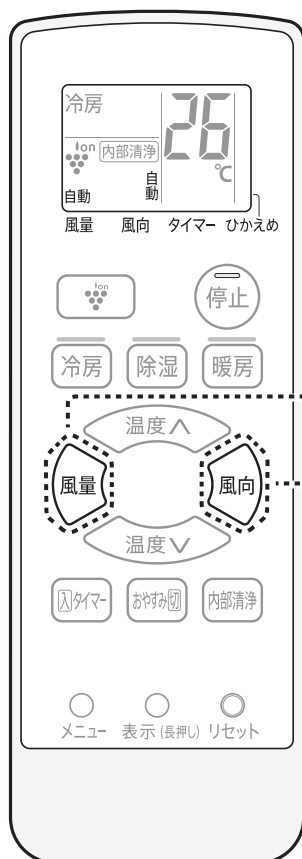 冷房
26
℃
ion
内部清浄
自動
自動
風量 風向 タイマー ひかえめ
ion
停止
冷房 除湿 暖房
温度∧
風量 風向
温度∨
入タイマー おやすみ切 内部清浄
メニュー 表示(長押し) リセット